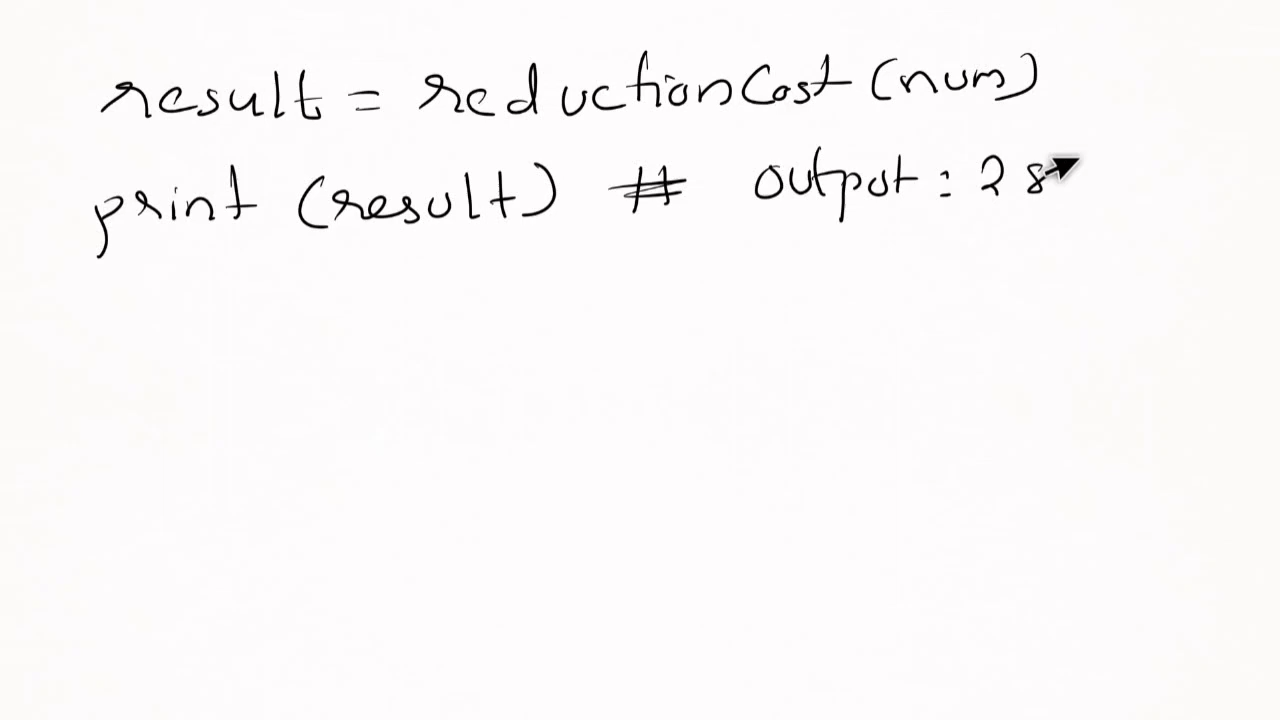 result = reductionCost (num)
print (result) # output : 28